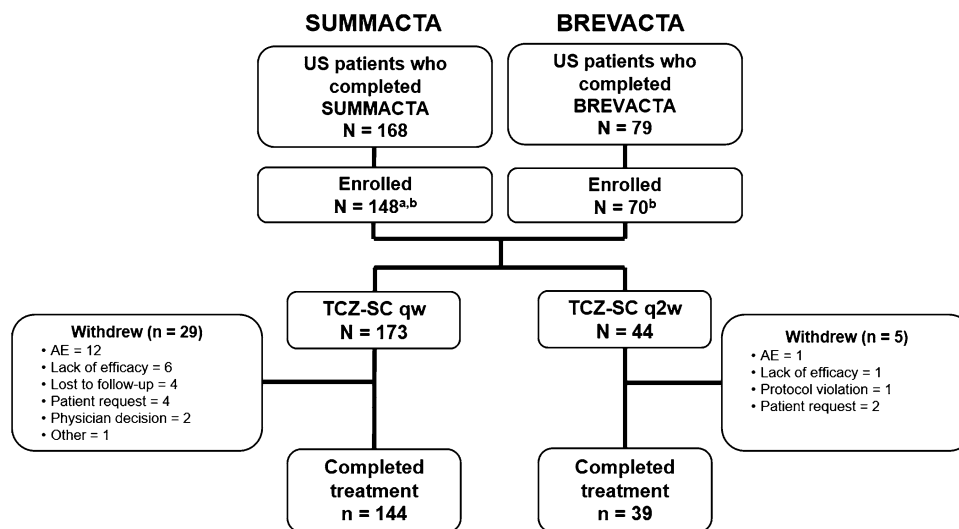 SUMMACTA
BREVACTA
US patients who
completed
SUMMACTA
N = 168
US patients who
completed
BREVACTA
N = 79
Enrolled
N = 148a,b
Enrolled
N = 70b
TCZ-SC qw
N = 173
TCZ-SC q2w
N = 44
Withdrew (n = 29)
• AE = 12
• Lack of efficacy = 6
• Lost to follow-up = 4
• Patient request = 4
• Physician decision = 2
• Other = 1
Withdrew (n = 5)
• AE = 1
• Lack of efficacy = 1
• Protocol violation = 1
• Patient request = 2
Completed
treatment
n = 144
Completed
treatment
n = 39